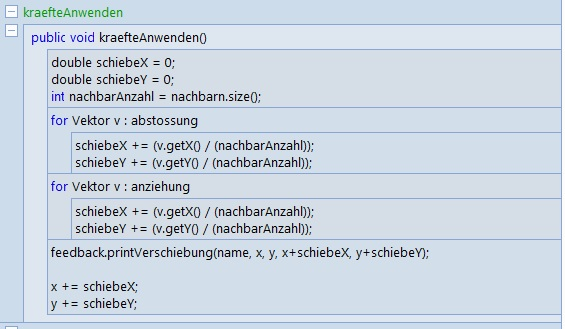 kraefteAnwenden
public void kraefteAnwenden()
double schiebeX = 0;
double schiebeY = 0;
int nachbarAnzahl = nachbarn.size();
for Vektor v : abstossung
schiebeX += (v.getX() / (nachbarAnzahl));
schiebeY += (v.getY() / (nachbarAnzahl));
for Vektor v : anziehung
schiebeX += (v.getX() / (nachbarAnzahl));
schiebeY += (v.getY() / (nachbarAnzahl));
feedback.printVerschiebung(name, x, y, x+schiebeX, y+schiebeY);
x += schiebeX;
y += schiebeY;